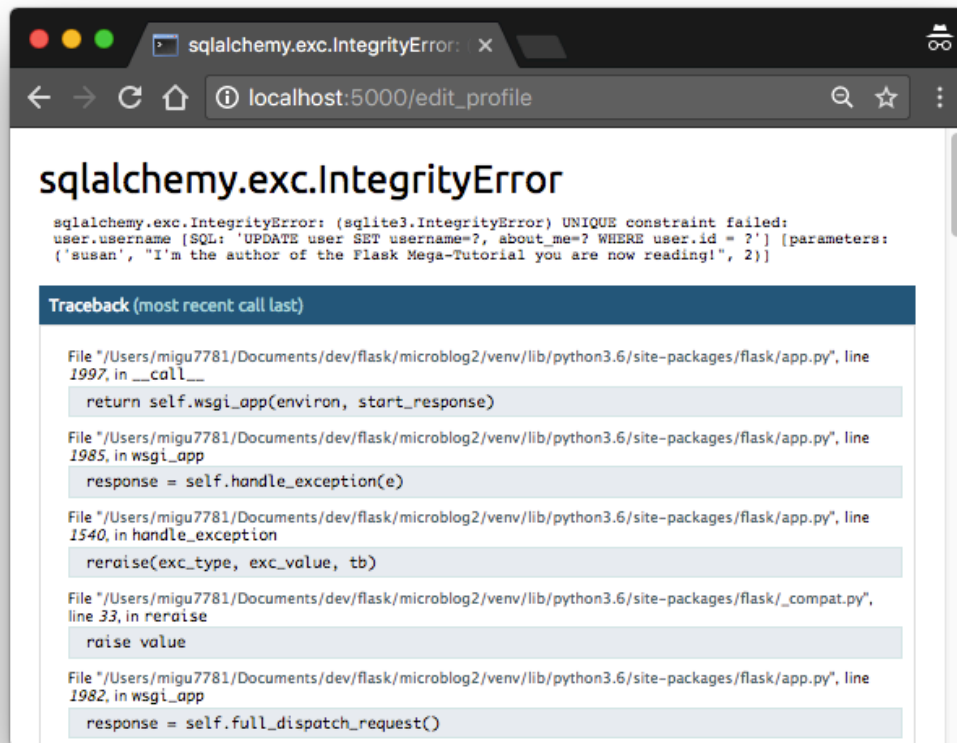 sqlalchemy.exc.IntegrityError:
localhost:5000/edit_profile
sqlalchemy.exc.IntegrityError
sqlalchemy.exc.IntegrityError: (sqlite3.IntegrityError) UNIQUE constraint failed:
user.username [SQL: 'UPDATE user SET username=?, about_me=? WHERE user.id = ?'] [parameters:
('susan', "I'm the author of the Flask Mega-Tutorial you are now reading!", 2)]
Traceback (most recent call last)
File "/Users/migu7781/Documents/dev/flask/microblog2/venv/lib/python3.6/site-packages/flask/app.py", line
1997, in __call__
return self.wsgi_app(environ, start_response)
File "/Users/migu7781/Documents/dev/flask/microblog2/venv/lib/python3.6/site-packages/flask/app.py", line
1985, in wsgi_app
response = self.handle_exception(e)
File "/Users/migu7781/Documents/dev/flask/microblog2/venv/lib/python3.6/site-packages/flask/app.py", line
1540, in handle_exception
reraise(exc_type, exc_value, tb)
File "/Users/migu7781/Documents/dev/flask/microblog2/venv/lib/python3.6/site-packages/flask/_compat.py",
line 33, in reraise
raise value
File "/Users/migu7781/Documents/dev/flask/microblog2/venv/lib/python3.6/site-packages/flask/app.py", line
1982, in wsgi_app
response = self.full_dispatch_request()